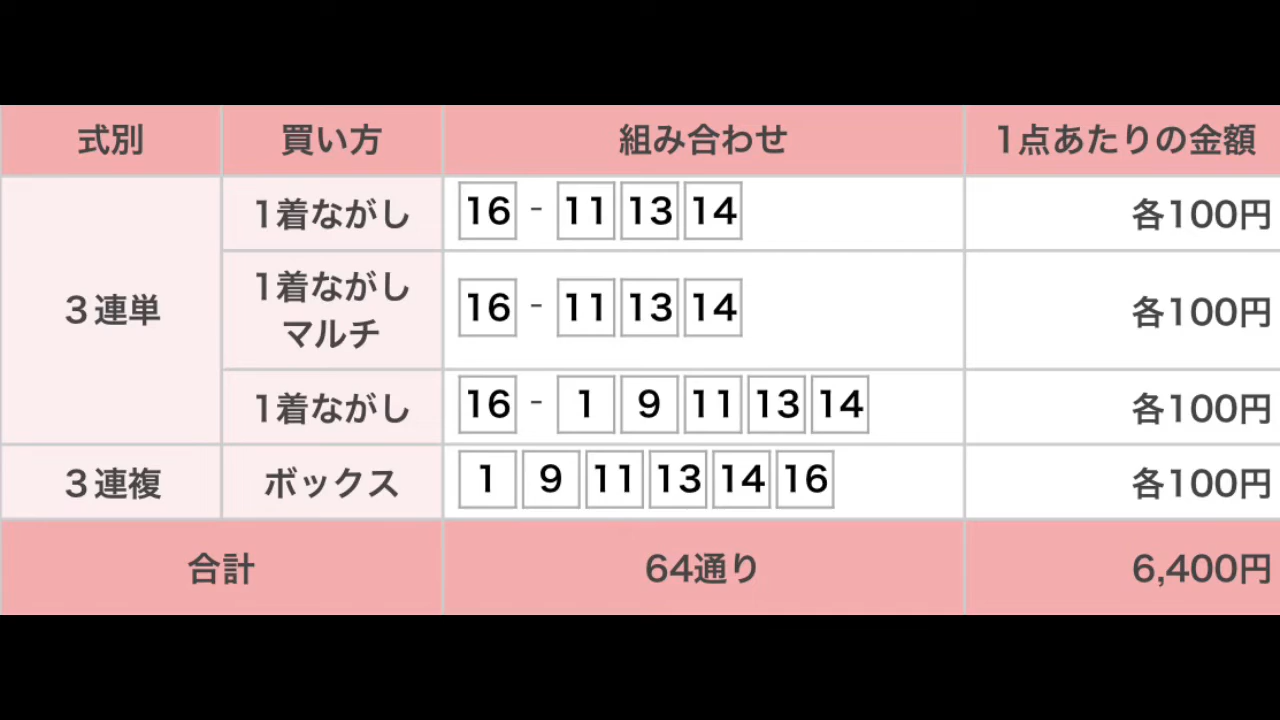 式別 買い方 組み合わせ 1点あたりの金額
1着ながし 16 - 11 13 14 各100円
３連単 1着ながし マルチ 16 - 11 13 14 各100円
1着ながし 16 - 1 9 11 13 14 各100円
３連複 ボックス 1 9 11 13 14 16 各100円
合計 64通り 6,400円